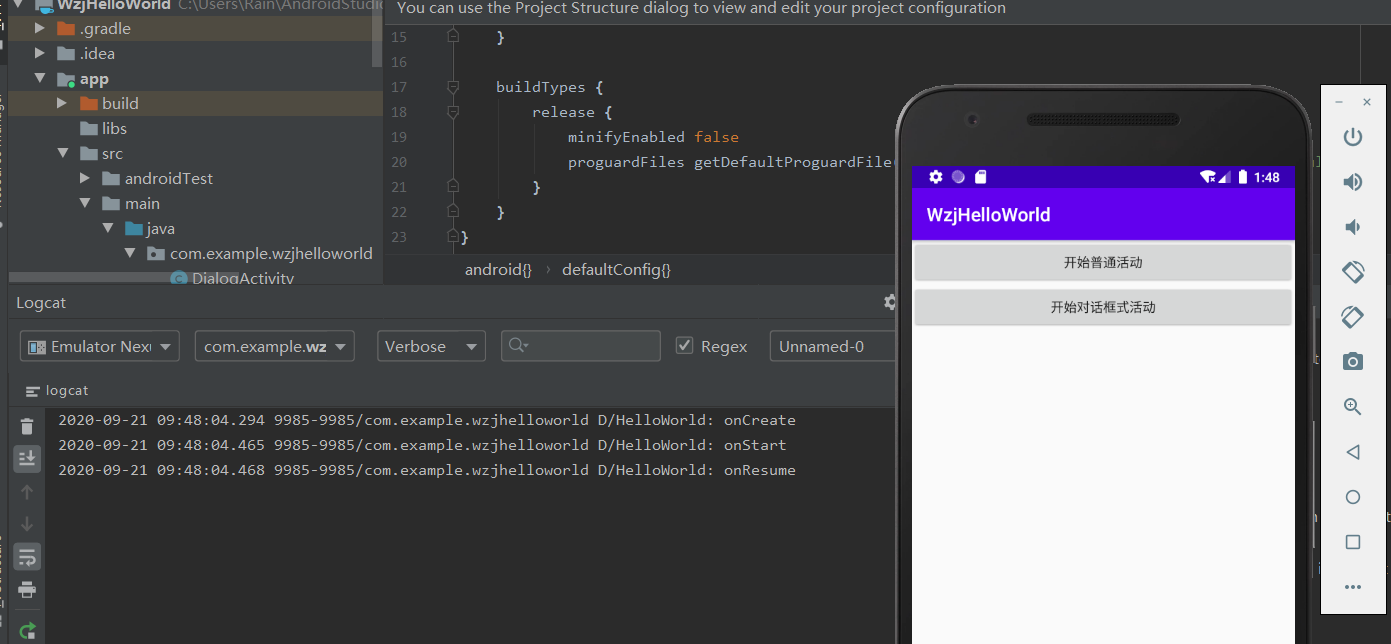 WzjHelloWorld C:\Users\Rain\AndroidStudio
.gradle
.idea
app
build
libs
src
androidTest
main
java
com.example.wzjhelloworld
DialogActivity
You can use the Project Structure dialog to view and edit your project configuration
15 }
16
17 buildTypes {
18 release {
19 minifyEnabled false
20 proguardFiles getDefaultProguardFile(
21 }
22 }
23 }
android{} › defaultConfig{}
Logcat
Emulator Nexu
com.example.wz
Verbose
Regex
Unnamed-0
logcat
2020-09-21 09:48:04.294 9985-9985/com.example.wzjhelloworld D/HelloWorld: onCreate
2020-09-21 09:48:04.465 9985-9985/com.example.wzjhelloworld D/HelloWorld: onStart
2020-09-21 09:48:04.468 9985-9985/com.example.wzjhelloworld D/HelloWorld: onResume
1:48
WzjHelloWorld
开始普通活动
开始对话框式活动